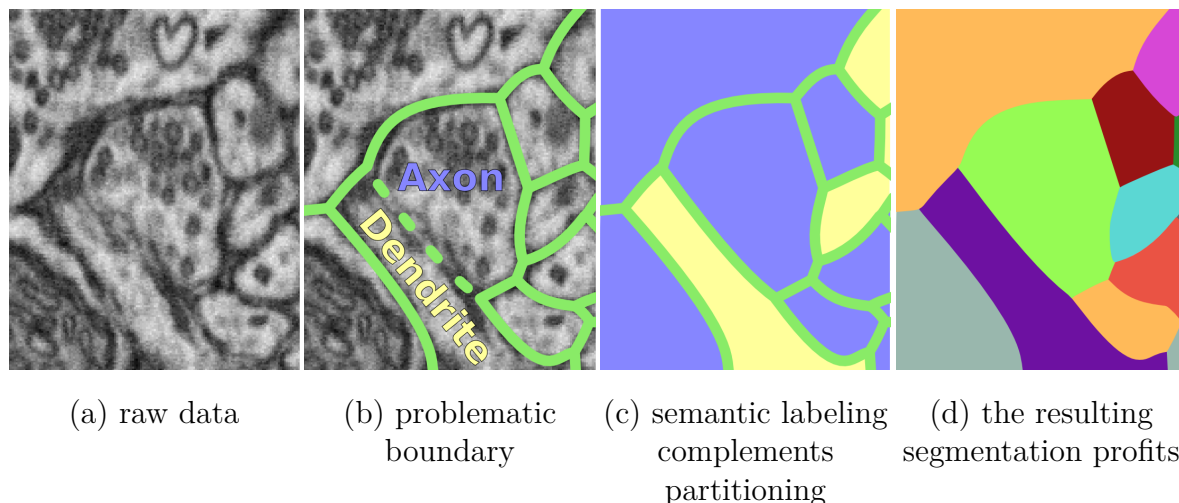 Axon
Dendrite
(a) raw data
(b) problematic
boundary
(c) semantic labeling
complements
partitioning
(d) the resulting
segmentation profits